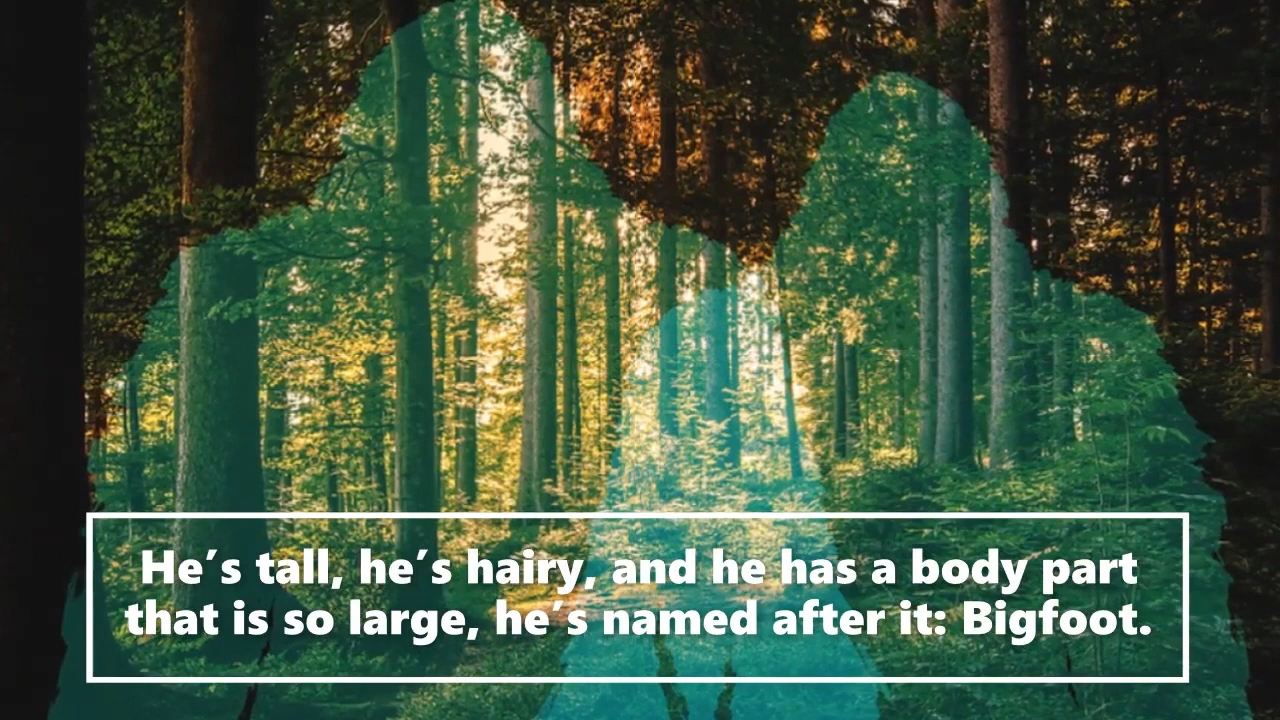 He’s tall, he’s hairy, and he has a body part
that is so large, he’s named after it: Bigfoot.